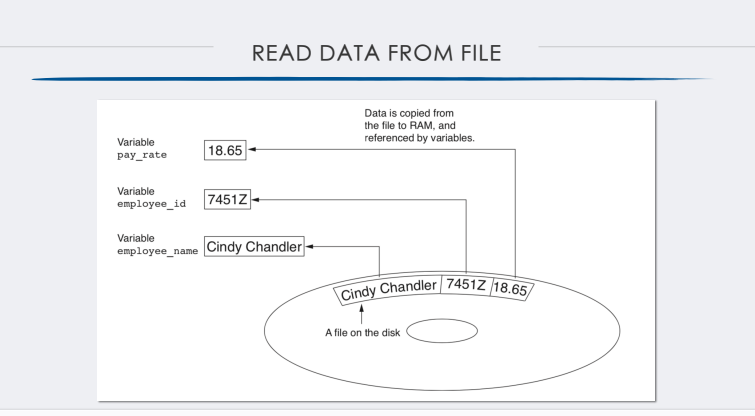 READ DATA FROM FILE
Data is copied from
the file to RAM, and
referenced by variables.
Variable
pay_rate
18.65
Variable
employee_id
7451Z
Variable
employee_name
Cindy Chandler
Cindy Chandler 7451Z 18.65
A file on the disk